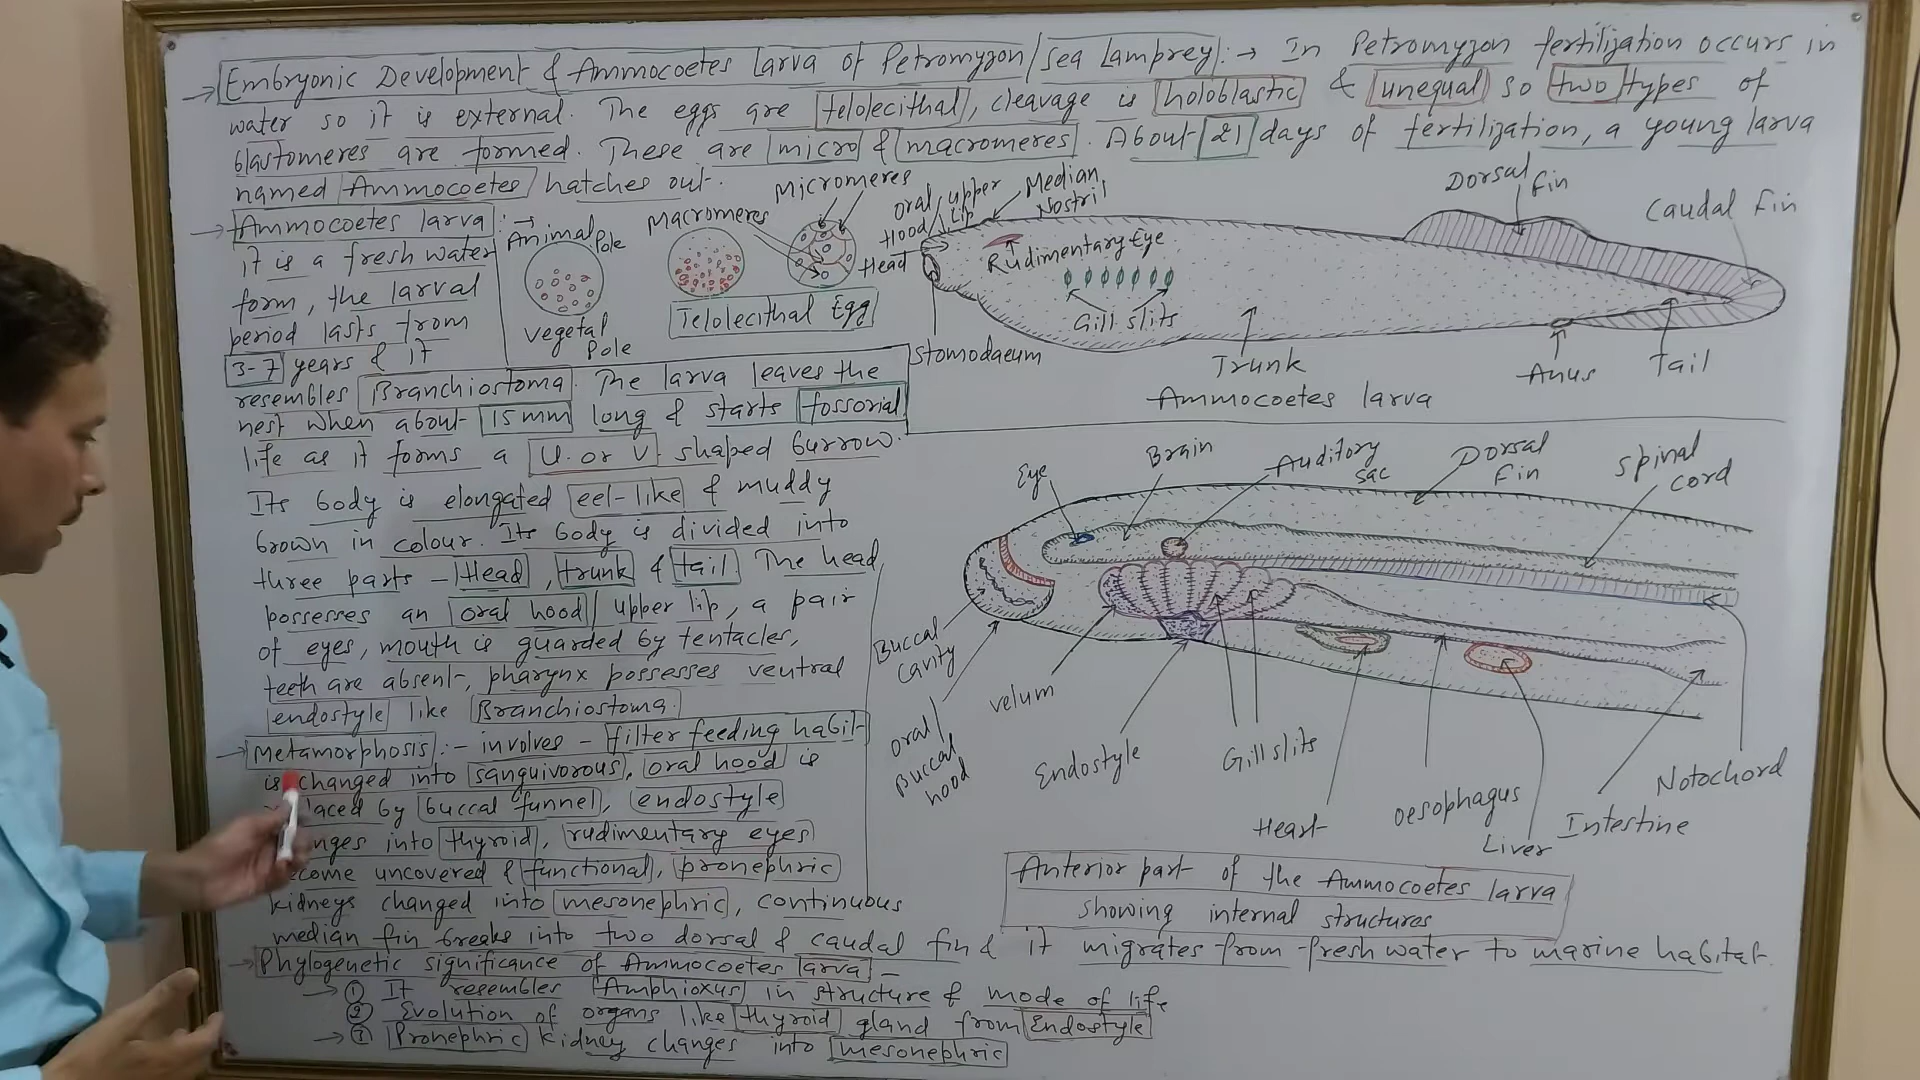 → Embryonic Development & Ammocoetes Larva of Petromyzon/Sea Lamprey :→ In Petromyzon fertilization occurs in
water so it is external. The eggs are telolecithal, cleavage is holoblastic & unequal so two types of
blastomeres are formed. These are micro & macromeres. About 21 days of fertilization, a young larva
named Ammocoetes hatches out.
→ Ammocoetes larva :→
it is a fresh water
form, the larval
period lasts from
3-7 years & it
resembles Branchiostoma. The larva leaves the
nest when about 15 mm long & starts fossorial
life as it forms a U or V shaped burrow.
Its body is elongated eel-like & muddy
brown in colour. Its body is divided into
three parts - Head, trunk & tail The head
possesses an oral hood/upper lip, a pair
of eyes, mouth is guarded by tentacles,
teeth are absent, pharynx possesses ventral
endostyle like Branchiostoma.
→ Metamorphosis :- involves - filter feeding habit
is changed into sanguivorous, oral hood is
laced by buccal funnel, endostyle
nges into thyroid, rudimentary eyes
ecome uncovered & functional, pronephric
kidneys changed into mesonephric, continuous
median fin breaks into two dorsal & caudal fin & it migrates from fresh water to marine habitat.
→ Phylogenetic significance of Ammocoetes larva -
→ ① It resembles Amphioxus in structure & mode of life
② Evolution of organs like thyroid gland from Endostyle
→ ③ Pronephric kidney changes into mesonephric
Animal
Pole
Vegetal
Pole
Macromeres
Micromeres
Telolecithal Egg
Oral
Hood
upper
Lip
Median
Nostril
Head
Rudimentary Eye
Gill slits
Stomodaeum
Trunk
Dorsal
fin
Caudal fin
Anus
Tail
Ammocoetes larva
Eye
Brain
Auditory
sac
Dorsal
fin
Spinal
cord
Buccal
cavity
Oral
Buccal
hood
Velum
Endostyle
Gill slits
Heart
Oesophagus
Liver
Intestine
Notochord
Anterior part of the Ammocoetes larva
showing internal structures